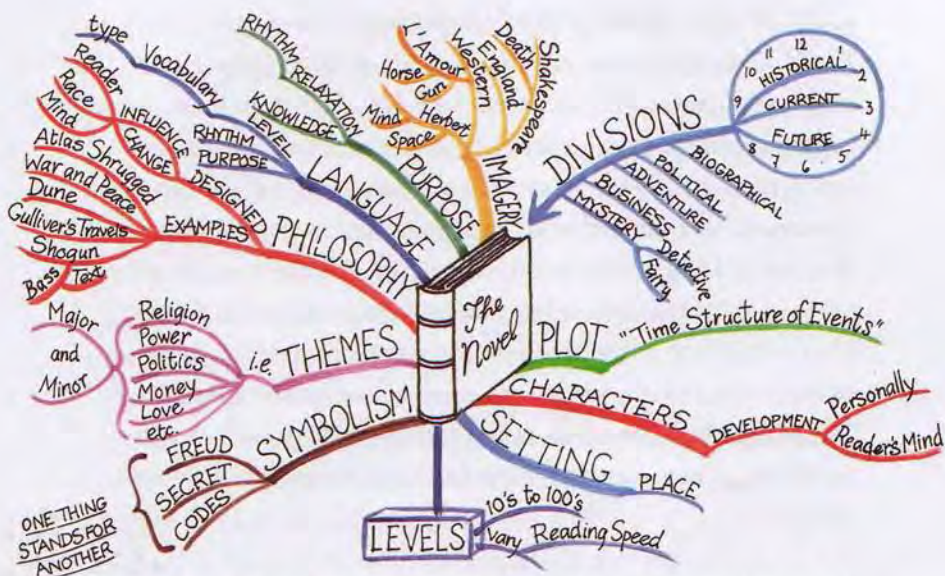 The
Novel
DIVISIONS
12
1
2
3
4
5
6
7
8
9
10
11
HISTORICAL
CURRENT
FUTURE
BIOGRAPHICAL
POLITICAL
ADVENTURE
BUSINESS
MYSTERY
Detective
Fairy
PLOT
"Time Structure of Events"
CHARACTERS
DEVELOPMENT
Personally
Reader's Mind
SETTING
PLACE
LEVELS
10's to 100's
vary
Reading Speed
SYMBOLISM
FREUD
SECRET
CODES
ONE THING
STANDS FOR
ANOTHER
THEMES
i.e.
Religion
Power
Politics
Money
Love
etc.
Major
and
Minor
PHILOSOPHY
EXAMPLES
Atlas Shrugged
War and Peace
Dune
Gulliver's Travels
Shogun
Bass
Text
DESIGNED
INFLUENCE
CHANGE
Reader
Race
Mind
LANGUAGE
PURPOSE
RHYTHM
LEVEL
Vocabulary
type
PURPOSE
KNOWLEDGE
RELAXATION
RHYTHM
IMAGERY
Herbet
Mind
Space
Western
L'Amour
Horse
Gun
England
Death
Shakespeare